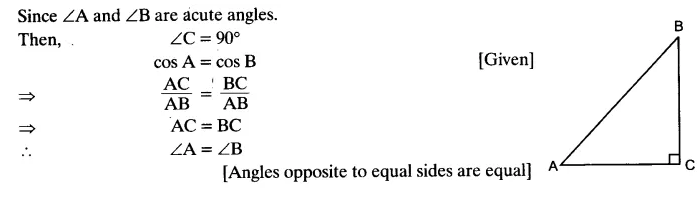 Since ∠A and ∠B are acute angles.
Then, ∠C = 90°
cos A = cos B [Given]
⇒ AC/AB = BC/AB
⇒ AC = BC
∴ ∠A = ∠B
[Angles opposite to equal sides are equal]
B
A
C